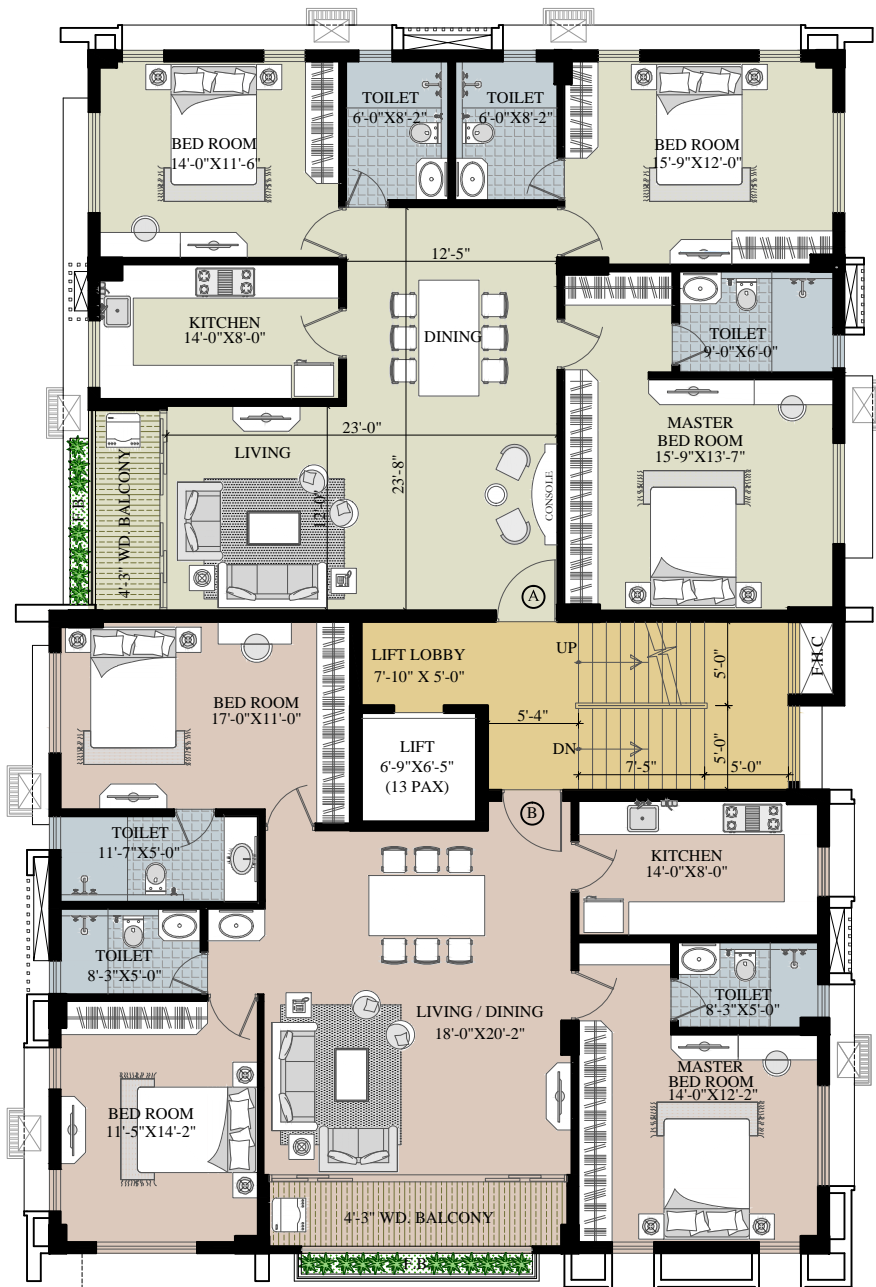 TOILET
6'-0"X8'-2"
TOILET
6'-0"X8'-2"
BED ROOM
14'-0"X11'-6"
BED ROOM
15'-9"X12'-0"
12'-5"
KITCHEN
14'-0"X8'-0"
DINING
TOILET
9'-0"X6'-0"
23'-0"
LIVING
MASTER
BED ROOM
15'-9"X13'-7"
4'-3" WD. BALCONY
F.B
12'-0"
23'-8"
CONSOLE
A
LIFT LOBBY
7'-10" X 5'-0"
UP
5'-0"
F.H.C
BED ROOM
17'-0"X11'-0"
5'-4"
LIFT
6'-9"X6'-5"
(13 PAX)
DN
5'-0"
7'-5"
5'-0"
B
TOILET
11'-7"X5'-0"
KITCHEN
14'-0"X8'-0"
TOILET
8'-3"X5'-0"
TOILET
8'-3"X5'-0"
LIVING / DINING
18'-0"X20'-2"
MASTER
BED ROOM
14'-0"X12'-2"
BED ROOM
11'-5"X14'-2"
4'-3" WD. BALCONY
F.B